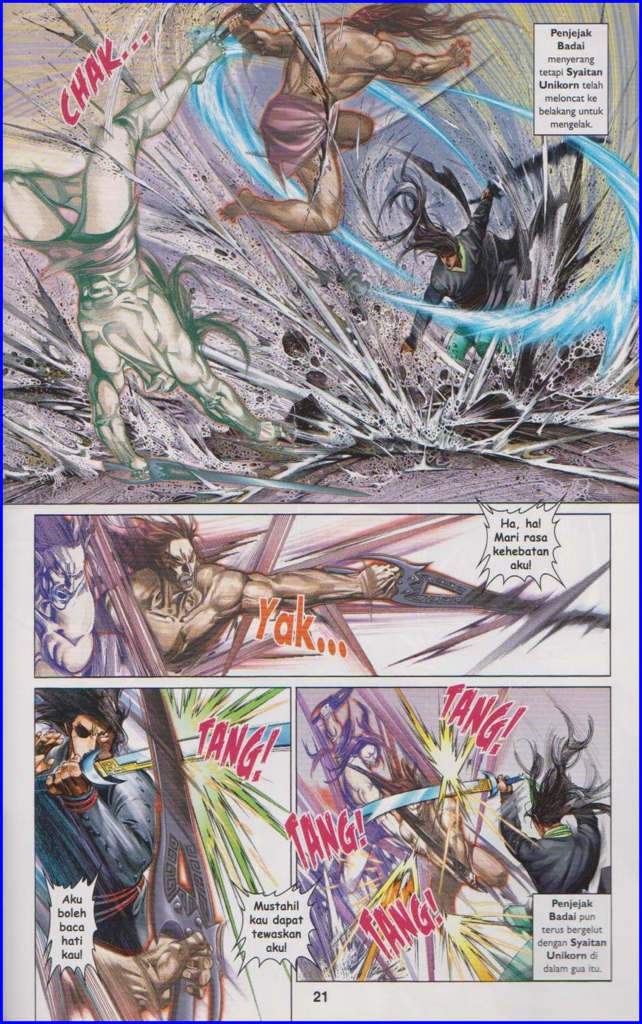 Penjejak
Badai
menyerang
tetapi Syaitan
Unikorn telah
meloncat ke
belakang untuk
mengelak.
CHAK...
Ha, ha!
Mari rasa
kehebatan
aku!
Yak...
TANG!
Aku
boleh
baca
hati
kau!
Mustahil
kau dapat
tewaskan
aku!
TANG!
TANG!
TANG!
Penjejak
Badai pun
terus bergelut
dengan Syaitan
Unikorn di
dalam gua itu.
21